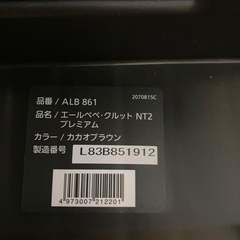 2070815C
品番 / ALB 861
品名 / エールベベ・クルット NT2
プレミアム
カラー / カカオブラウン
製造番号 L83B851912
4 973007 212201